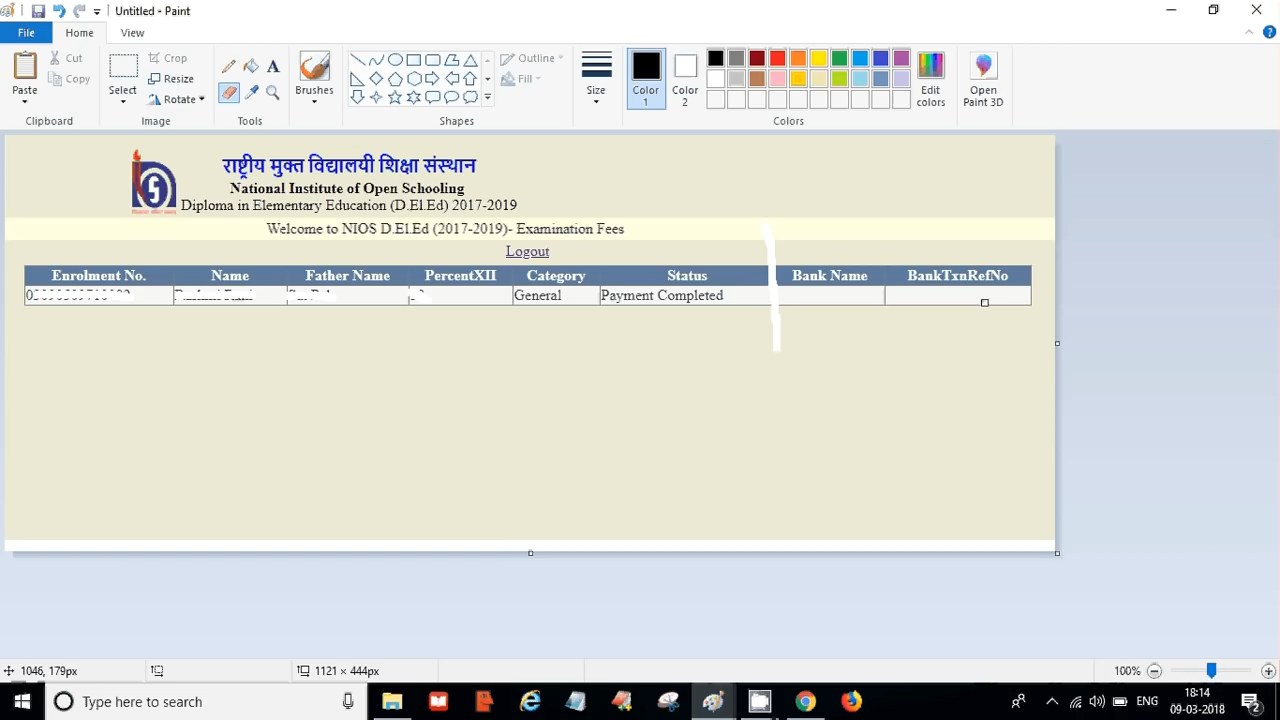 Untitled - Paint
File Home View
Paste Cut Copy Select Crop Resize Rotate Brushes Outline Fill Size Color 1 Color 2 Edit colors Open Paint 3D
Clipboard Image Tools Shapes Colors
राष्ट्रीय मुक्त विद्यालयी शिक्षा संस्थान
National Institute of Open Schooling
Diploma in Elementary Education (D.El.Ed) 2017-2019
Welcome to NIOS D.El.Ed (2017-2019)- Examination Fees
Logout
Enrolment No. Name Father Name PercentXII Category Status Bank Name BankTxnRefNo
General Payment Completed
1046, 179px 1121 × 444px 100%
Type here to search ENG 18:14
09-03-2018 2